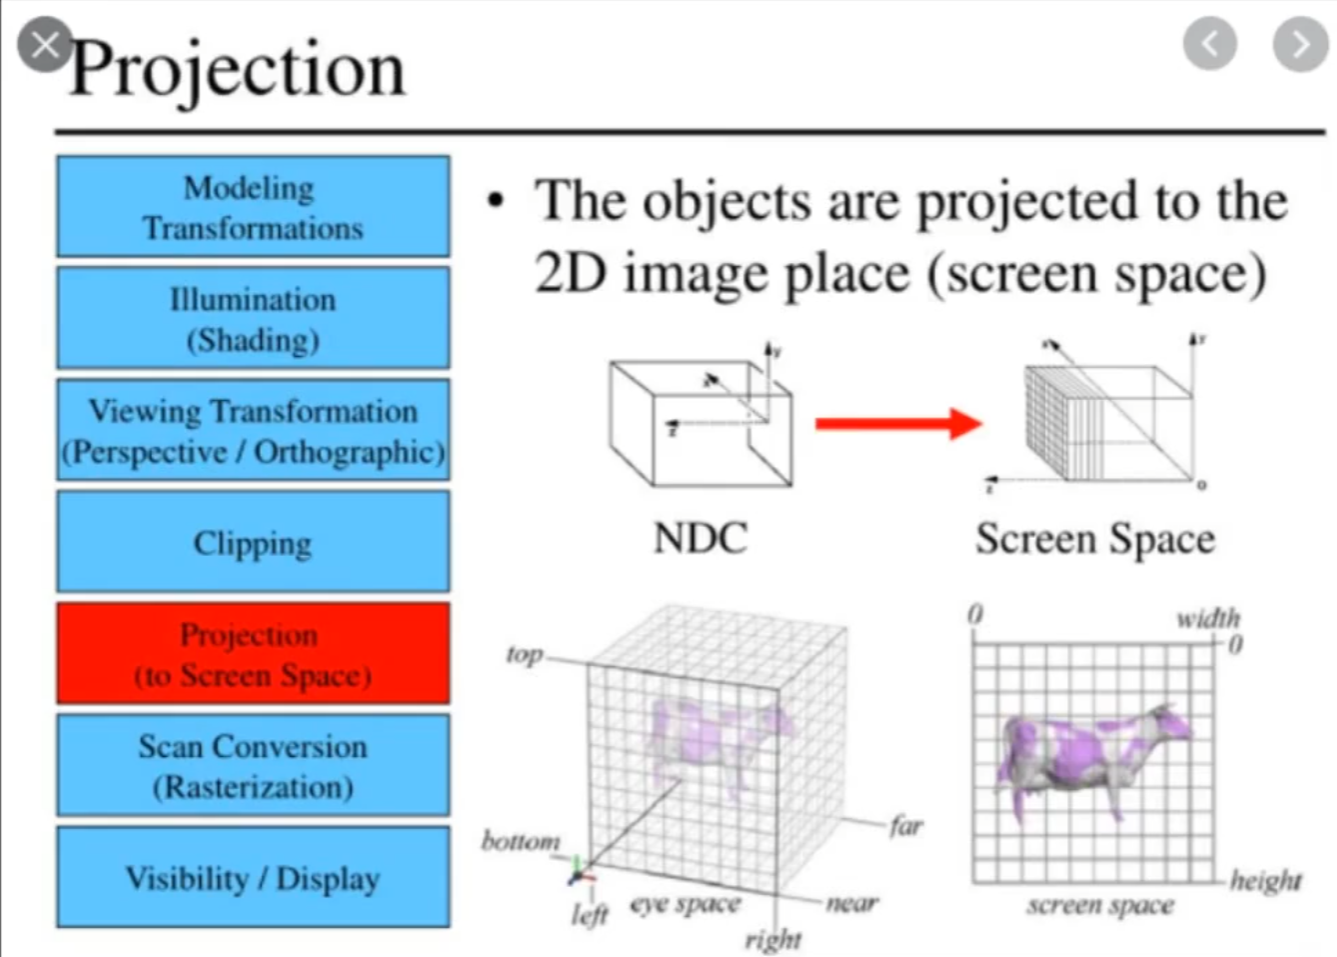 Projection
Modeling
Transformations
Illumination
(Shading)
Viewing Transformation
(Perspective / Orthographic)
Clipping
Projection
(to Screen Space)
Scan Conversion
(Rasterization)
Visibility / Display
• The objects are projected to the
2D image place (screen space)
Y
X
Z
NDC
Y
X
Z
O
Screen Space
top
bottom
left
eye space
right
near
far
0
width
0
height
screen space